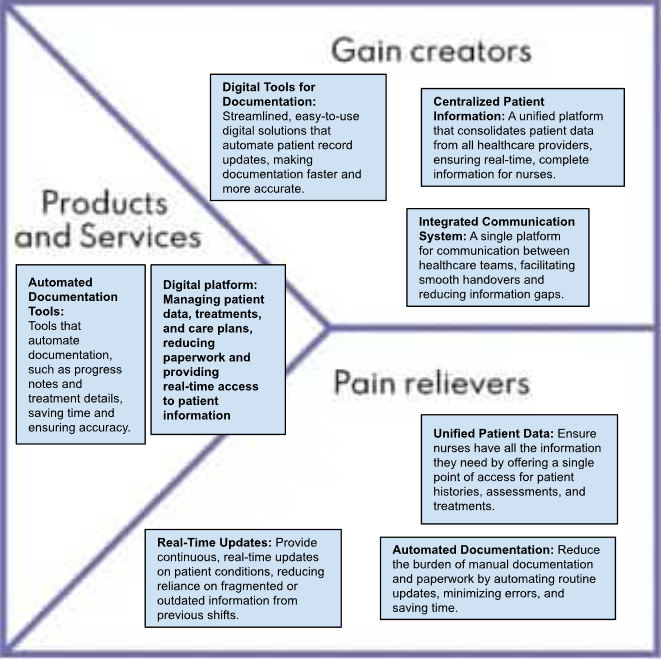 Gain creators
Digital Tools for
Documentation:
Streamlined, easy-to-use
digital solutions that
automate patient record
updates, making
documentation faster and
more accurate.
Centralized Patient
Information: A unified platform
that consolidates patient data
from all healthcare providers,
ensuring real-time, complete
information for nurses.
Integrated Communication
System: A single platform
for communication between
healthcare teams, facilitating
smooth handovers and
reducing information gaps.
Products
and Services
Automated
Documentation
Tools:
Tools that
automate
documentation,
such as progress
notes and
treatment details,
saving time and
ensuring accuracy.
Digital platform:
Managing patient
data, treatments,
and care plans,
reducing
paperwork and
providing
real-time access
to patient
information
Pain relievers
Unified Patient Data: Ensure
nurses have all the information
they need by offering a single
point of access for patient
histories, assessments, and
treatments.
Real-Time Updates: Provide
continuous, real-time updates
on patient conditions, reducing
reliance on fragmented or
outdated information from
previous shifts.
Automated Documentation: Reduce
the burden of manual documentation
and paperwork by automating routine
updates, minimizing errors, and
saving time.